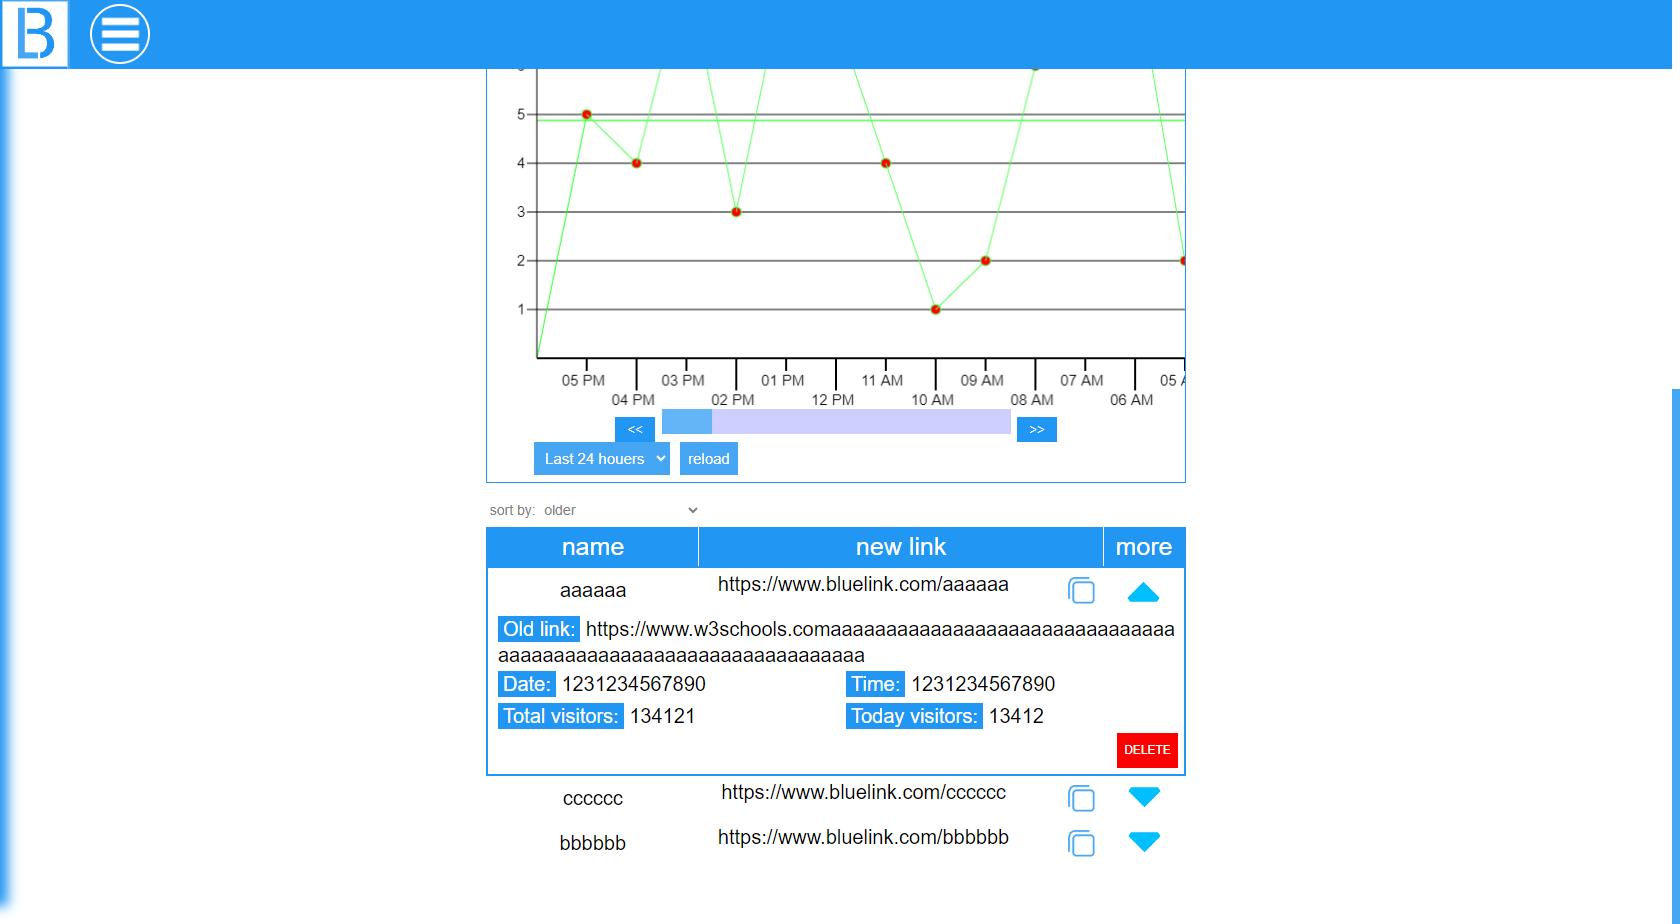 B
5
4
3
2
1
05 PM 03 PM 01 PM 11 AM 09 AM 07 AM 05
04 PM 02 PM 12 PM 10 AM 08 AM 06 AM
<< >>
Last 24 houers reload
sort by: older
name new link more
aaaaaa https://www.bluelink.com/aaaaaa
Old link: https://www.w3schools.comaaaaaaaaaaaaaaaaaaaaaaaaaaaaaaa
aaaaaaaaaaaaaaaaaaaaaaaaaaaaaaaaa
Date: 1231234567890 Time: 1231234567890
Total visitors: 134121 Today visitors: 13412
DELETE
cccccc https://www.bluelink.com/cccccc
bbbbbb https://www.bluelink.com/bbbbbb